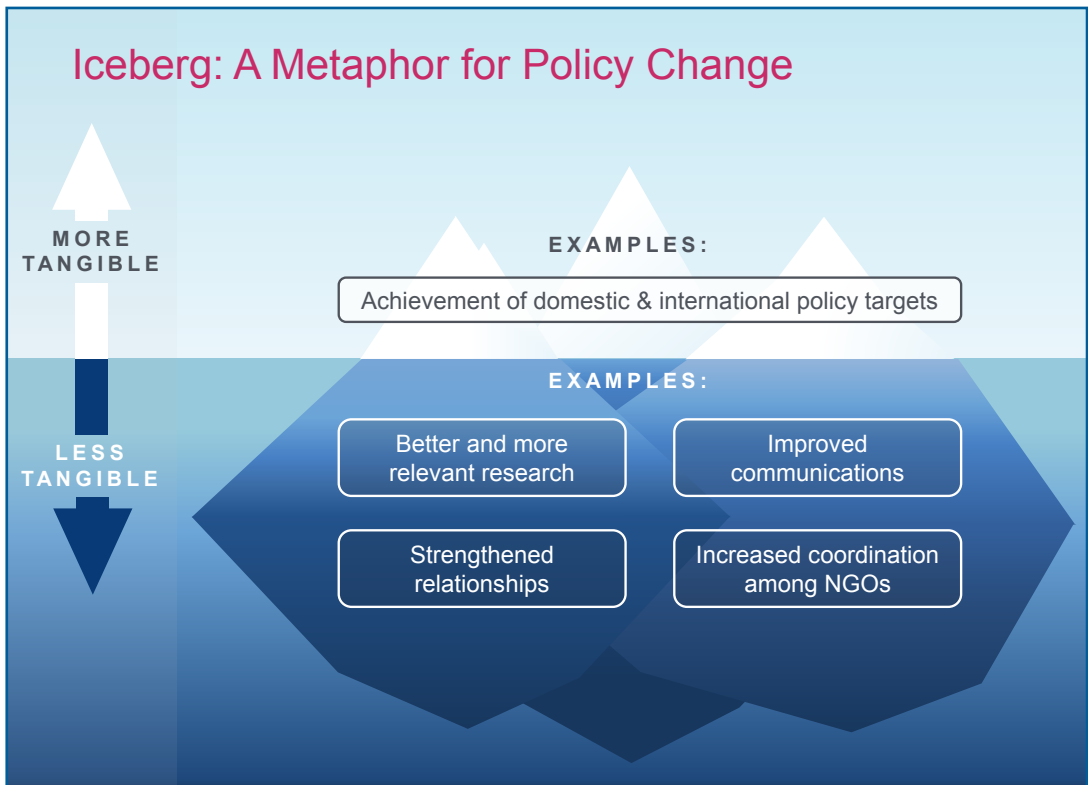 Iceberg: A Metaphor for Policy Change
MORE
TANGIBLE
EXAMPLES:
Achievement of domestic & international policy targets
EXAMPLES:
LESS
TANGIBLE
Better and more
relevant research
Improved
communications
Strengthened
relationships
Increased coordination
among NGOs